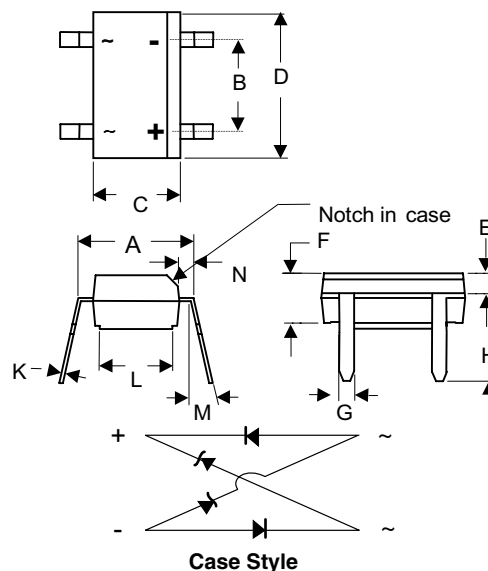 ~ -
~ +
B
D
C
Notch in case
A
N
F
E
K
L
M
G
H
+ ~
- ~
Case Style